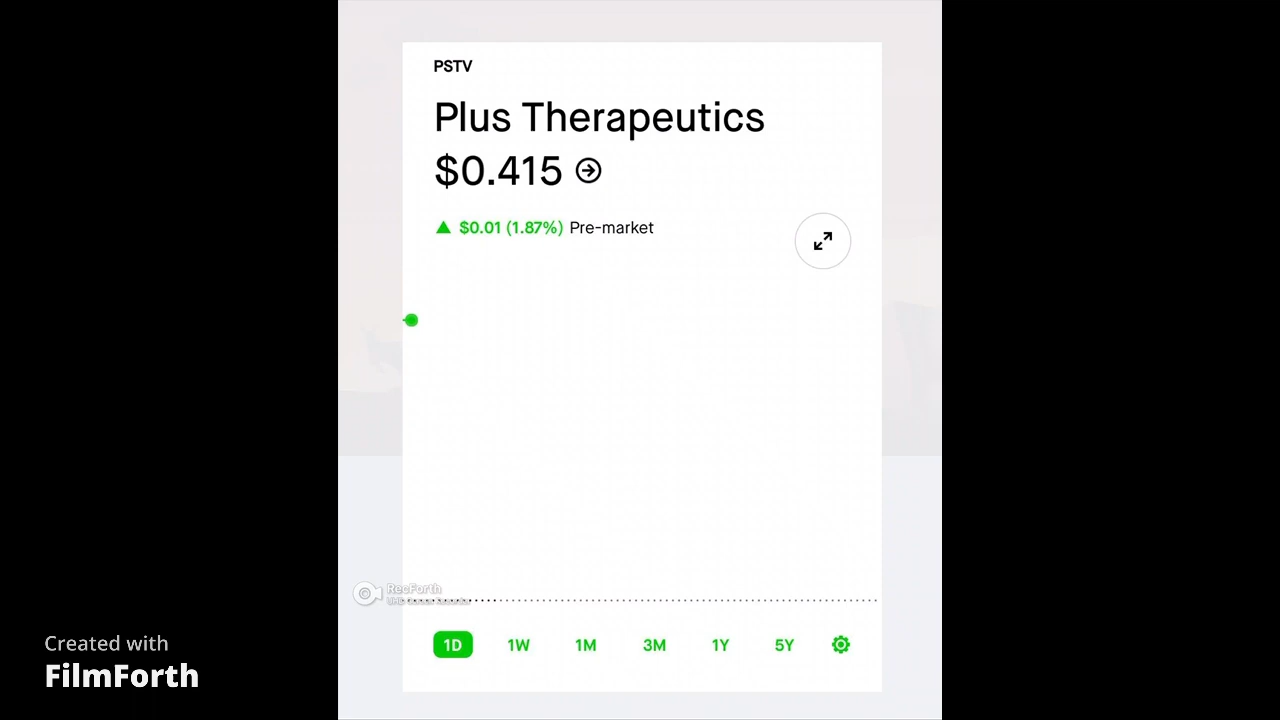 PSTV
Plus Therapeutics
$0.415
$0.01 (1.87%) Pre-market
RecForth
1D 1W 1M 3M 1Y 5Y
Created with
FilmForth